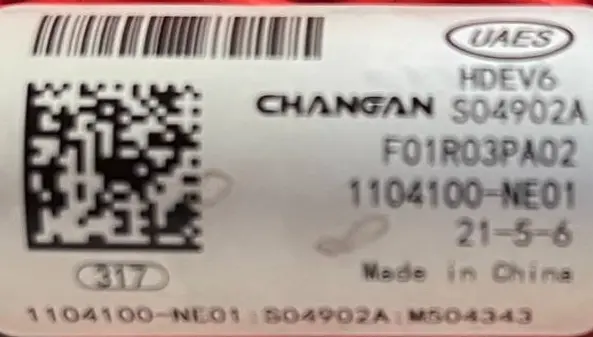 UAES
HDEV6
CHANGAN S04902A
F01R03PA02
1104100-NE01
21-5-6
317
Made in China
1104100-NE01:S04902A:M504343